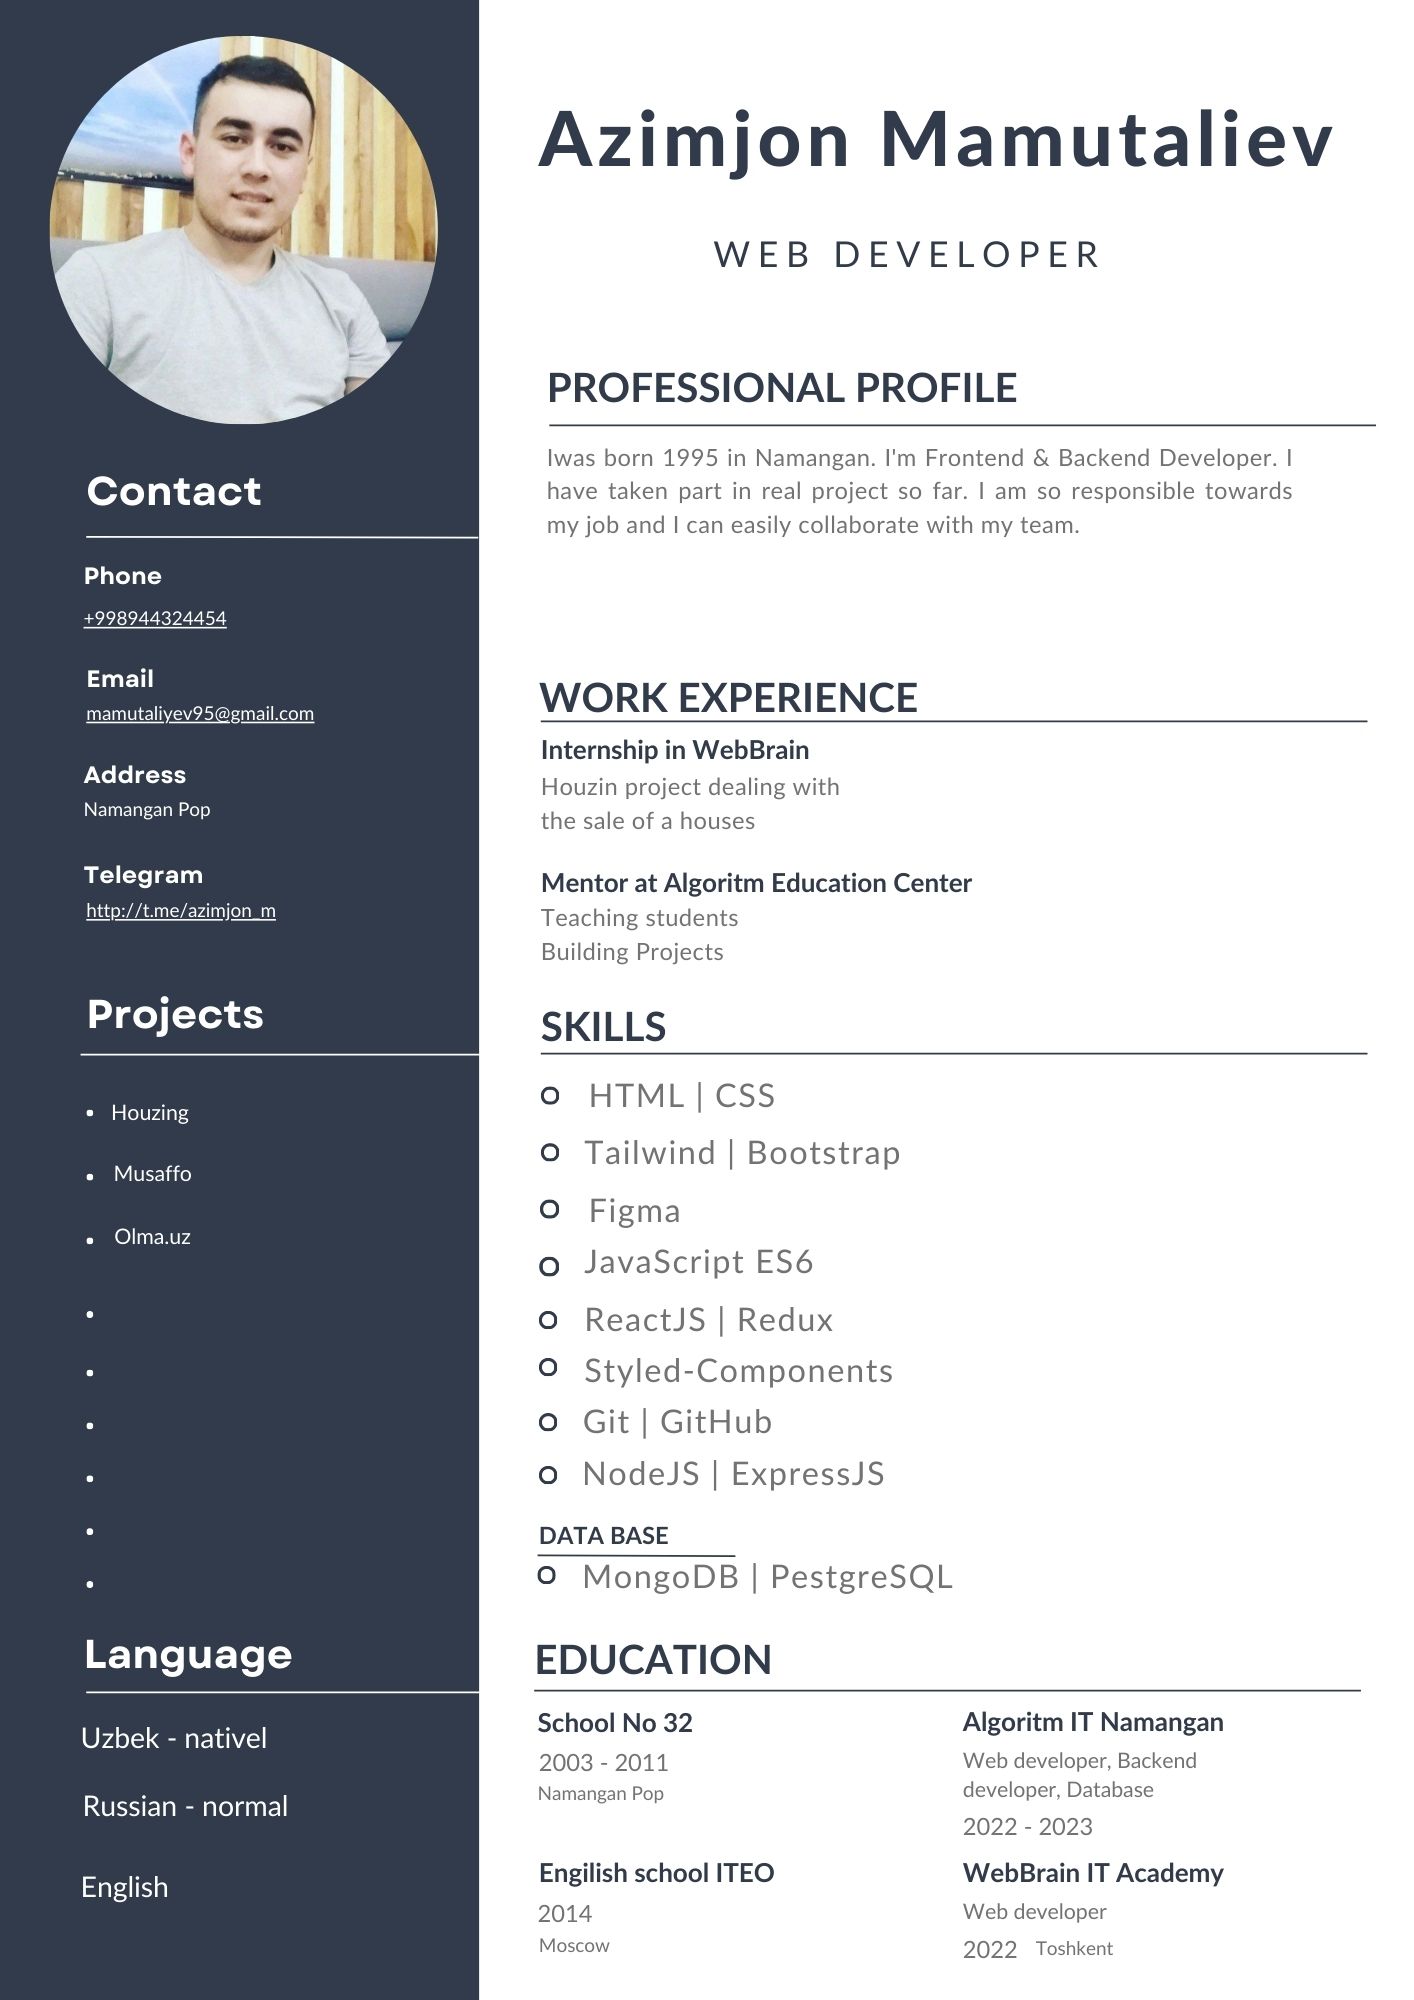 Azimjon Mamutaliev
WEB DEVELOPER
Contact
Phone
+998944324454
Email
mamutaliyev95@gmail.com
Address
Namangan Pop
Telegram
http://t.me/azimjon_m
Projects
• Houzing
• Musaffo
• Olma.uz
•
•
•
•
•
•
Language
Uzbek - nativel
Russian - normal
English
PROFESSIONAL PROFILE
Iwas born 1995 in Namangan. I'm Frontend & Backend Developer. I
have taken part in real project so far. I am so responsible towards
my job and I can easily collaborate with my team.
WORK EXPERIENCE
Internship in WebBrain
Houzin project dealing with
the sale of a houses
Mentor at Algoritm Education Center
Teaching students
Building Projects
SKILLS
HTML | CSS
Tailwind | Bootstrap
Figma
JavaScript ES6
ReactJS | Redux
Styled-Components
Git | GitHub
NodeJS | ExpressJS
DATA BASE
MongoDB | PestgreSQL
EDUCATION
School No 32
2003 - 2011
Namangan Pop
Engilish school ITEO
2014
Moscow
Algoritm IT Namangan
Web developer, Backend
developer, Database
2022 - 2023
WebBrain IT Academy
Web developer
2022 Toshkent